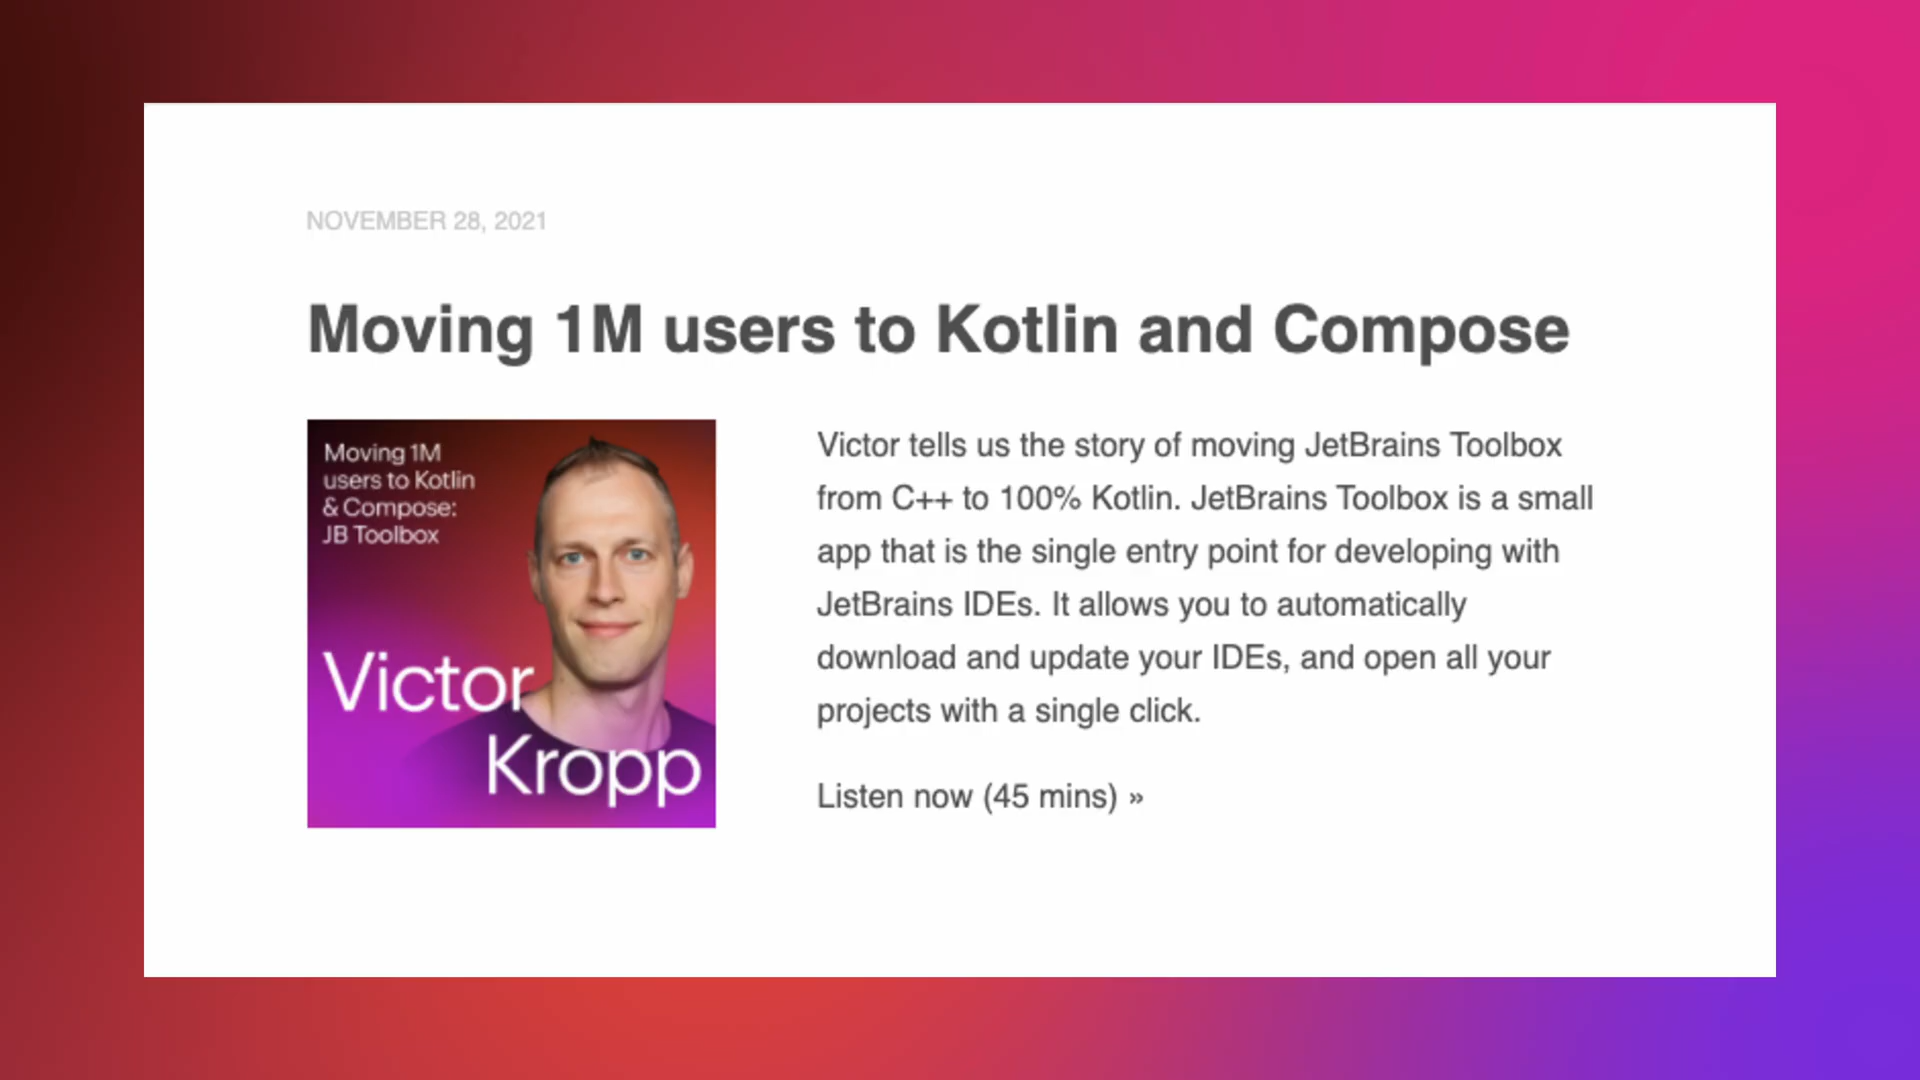 NOVEMBER 28, 2021
Moving 1M users to Kotlin and Compose
Moving 1M
users to Kotlin
& Compose:
JB Toolbox
Victor
Kropp
Victor tells us the story of moving JetBrains Toolbox
from C++ to 100% Kotlin. JetBrains Toolbox is a small
app that is the single entry point for developing with
JetBrains IDEs. It allows you to automatically
download and update your IDEs, and open all your
projects with a single click.
Listen now (45 mins) »